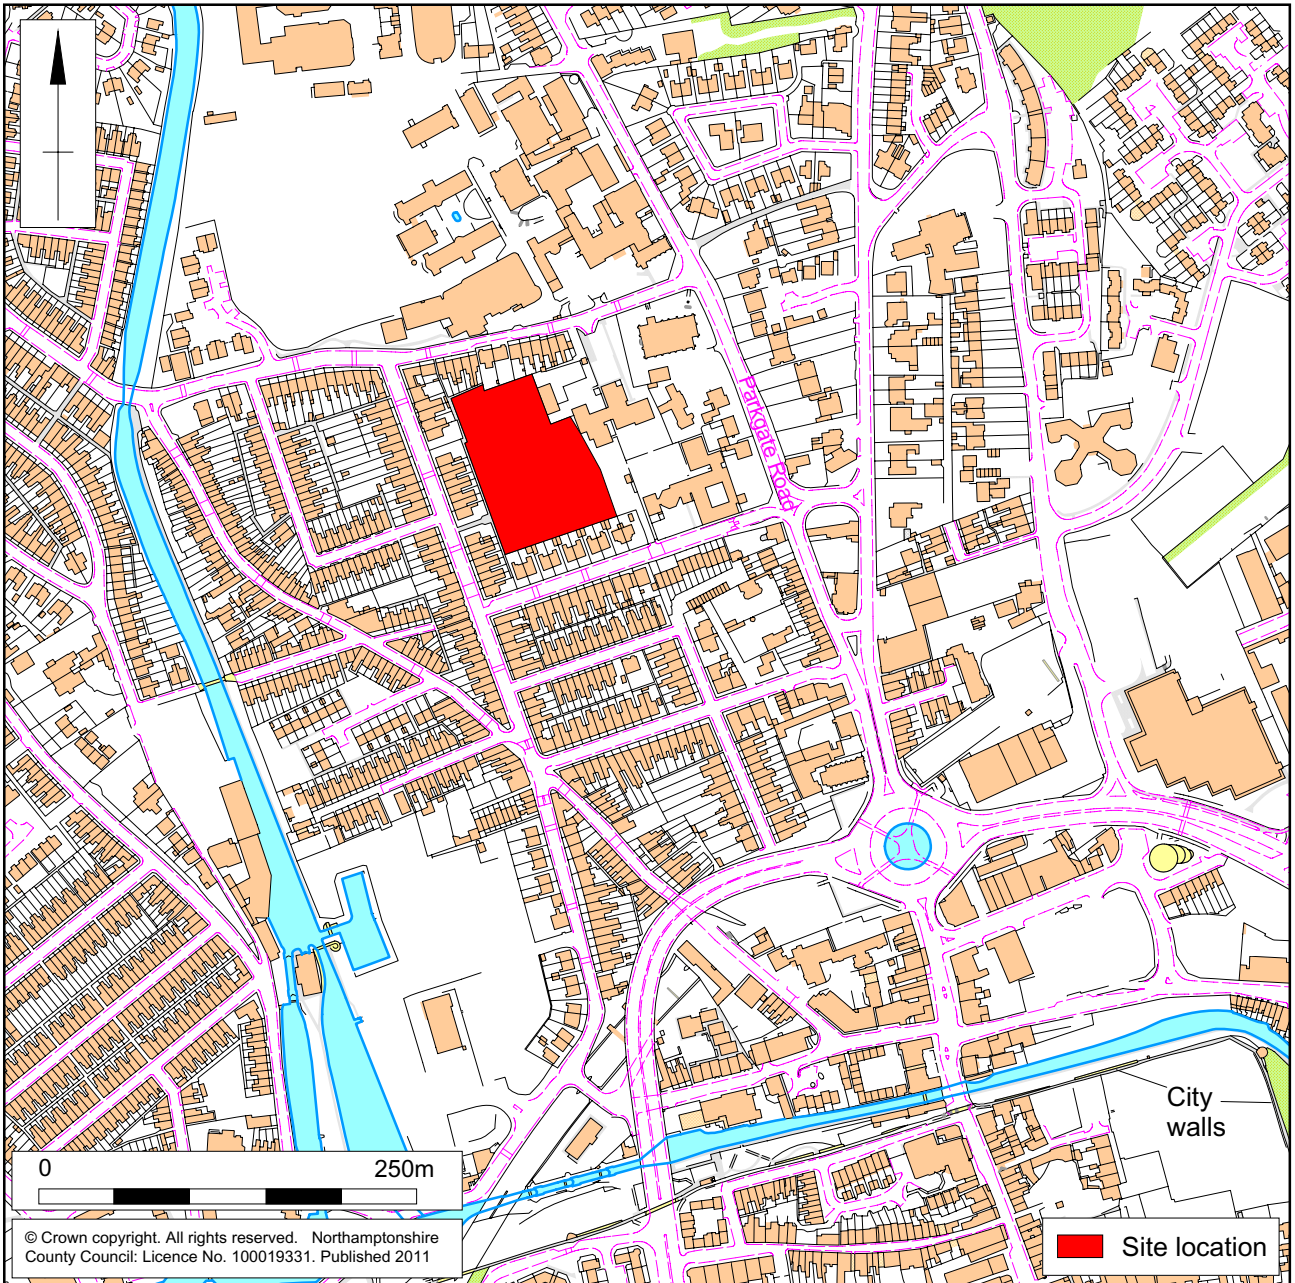 Parkgate Road
City
walls
0 250m
© Crown copyright. All rights reserved. Northamptonshire
County Council: Licence No. 100019331. Published 2011
Site location